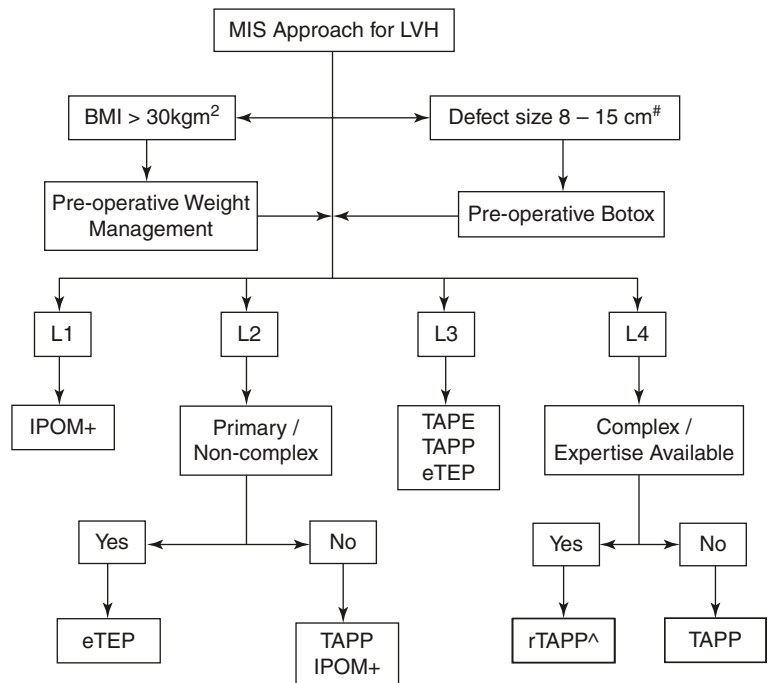 MIS Approach for LVH
BMI > 30kgm²
Defect size 8 – 15 cm#
Pre-operative Weight
Management
Pre-operative Botox
L1
L2
L3
L4
IPOM+
Primary /
Non-complex
TAPE
TAPP
eTEP
Complex /
Expertise Available
Yes
No
Yes
No
eTEP
TAPP
IPOM+
rTAPP^
TAPP